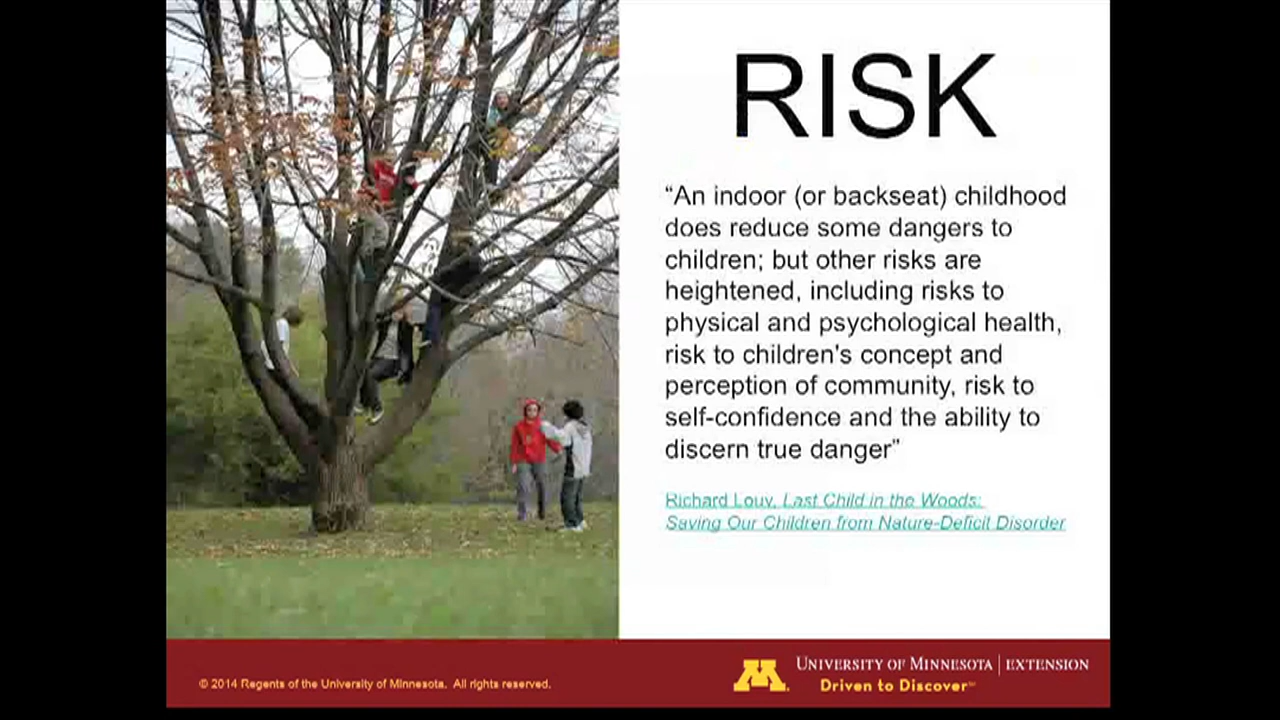 RISK
“An indoor (or backseat) childhood
does reduce some dangers to
children; but other risks are
heightened, including risks to
physical and psychological health,
risk to children's concept and
perception of community, risk to
self-confidence and the ability to
discern true danger”
Richard Louv, Last Child in the Woods:
Saving Our Children from Nature-Deficit Disorder
© 2014 Regents of the University of Minnesota. All rights reserved.
M
UNIVERSITY OF MINNESOTA | EXTENSION
Driven to Discover℠